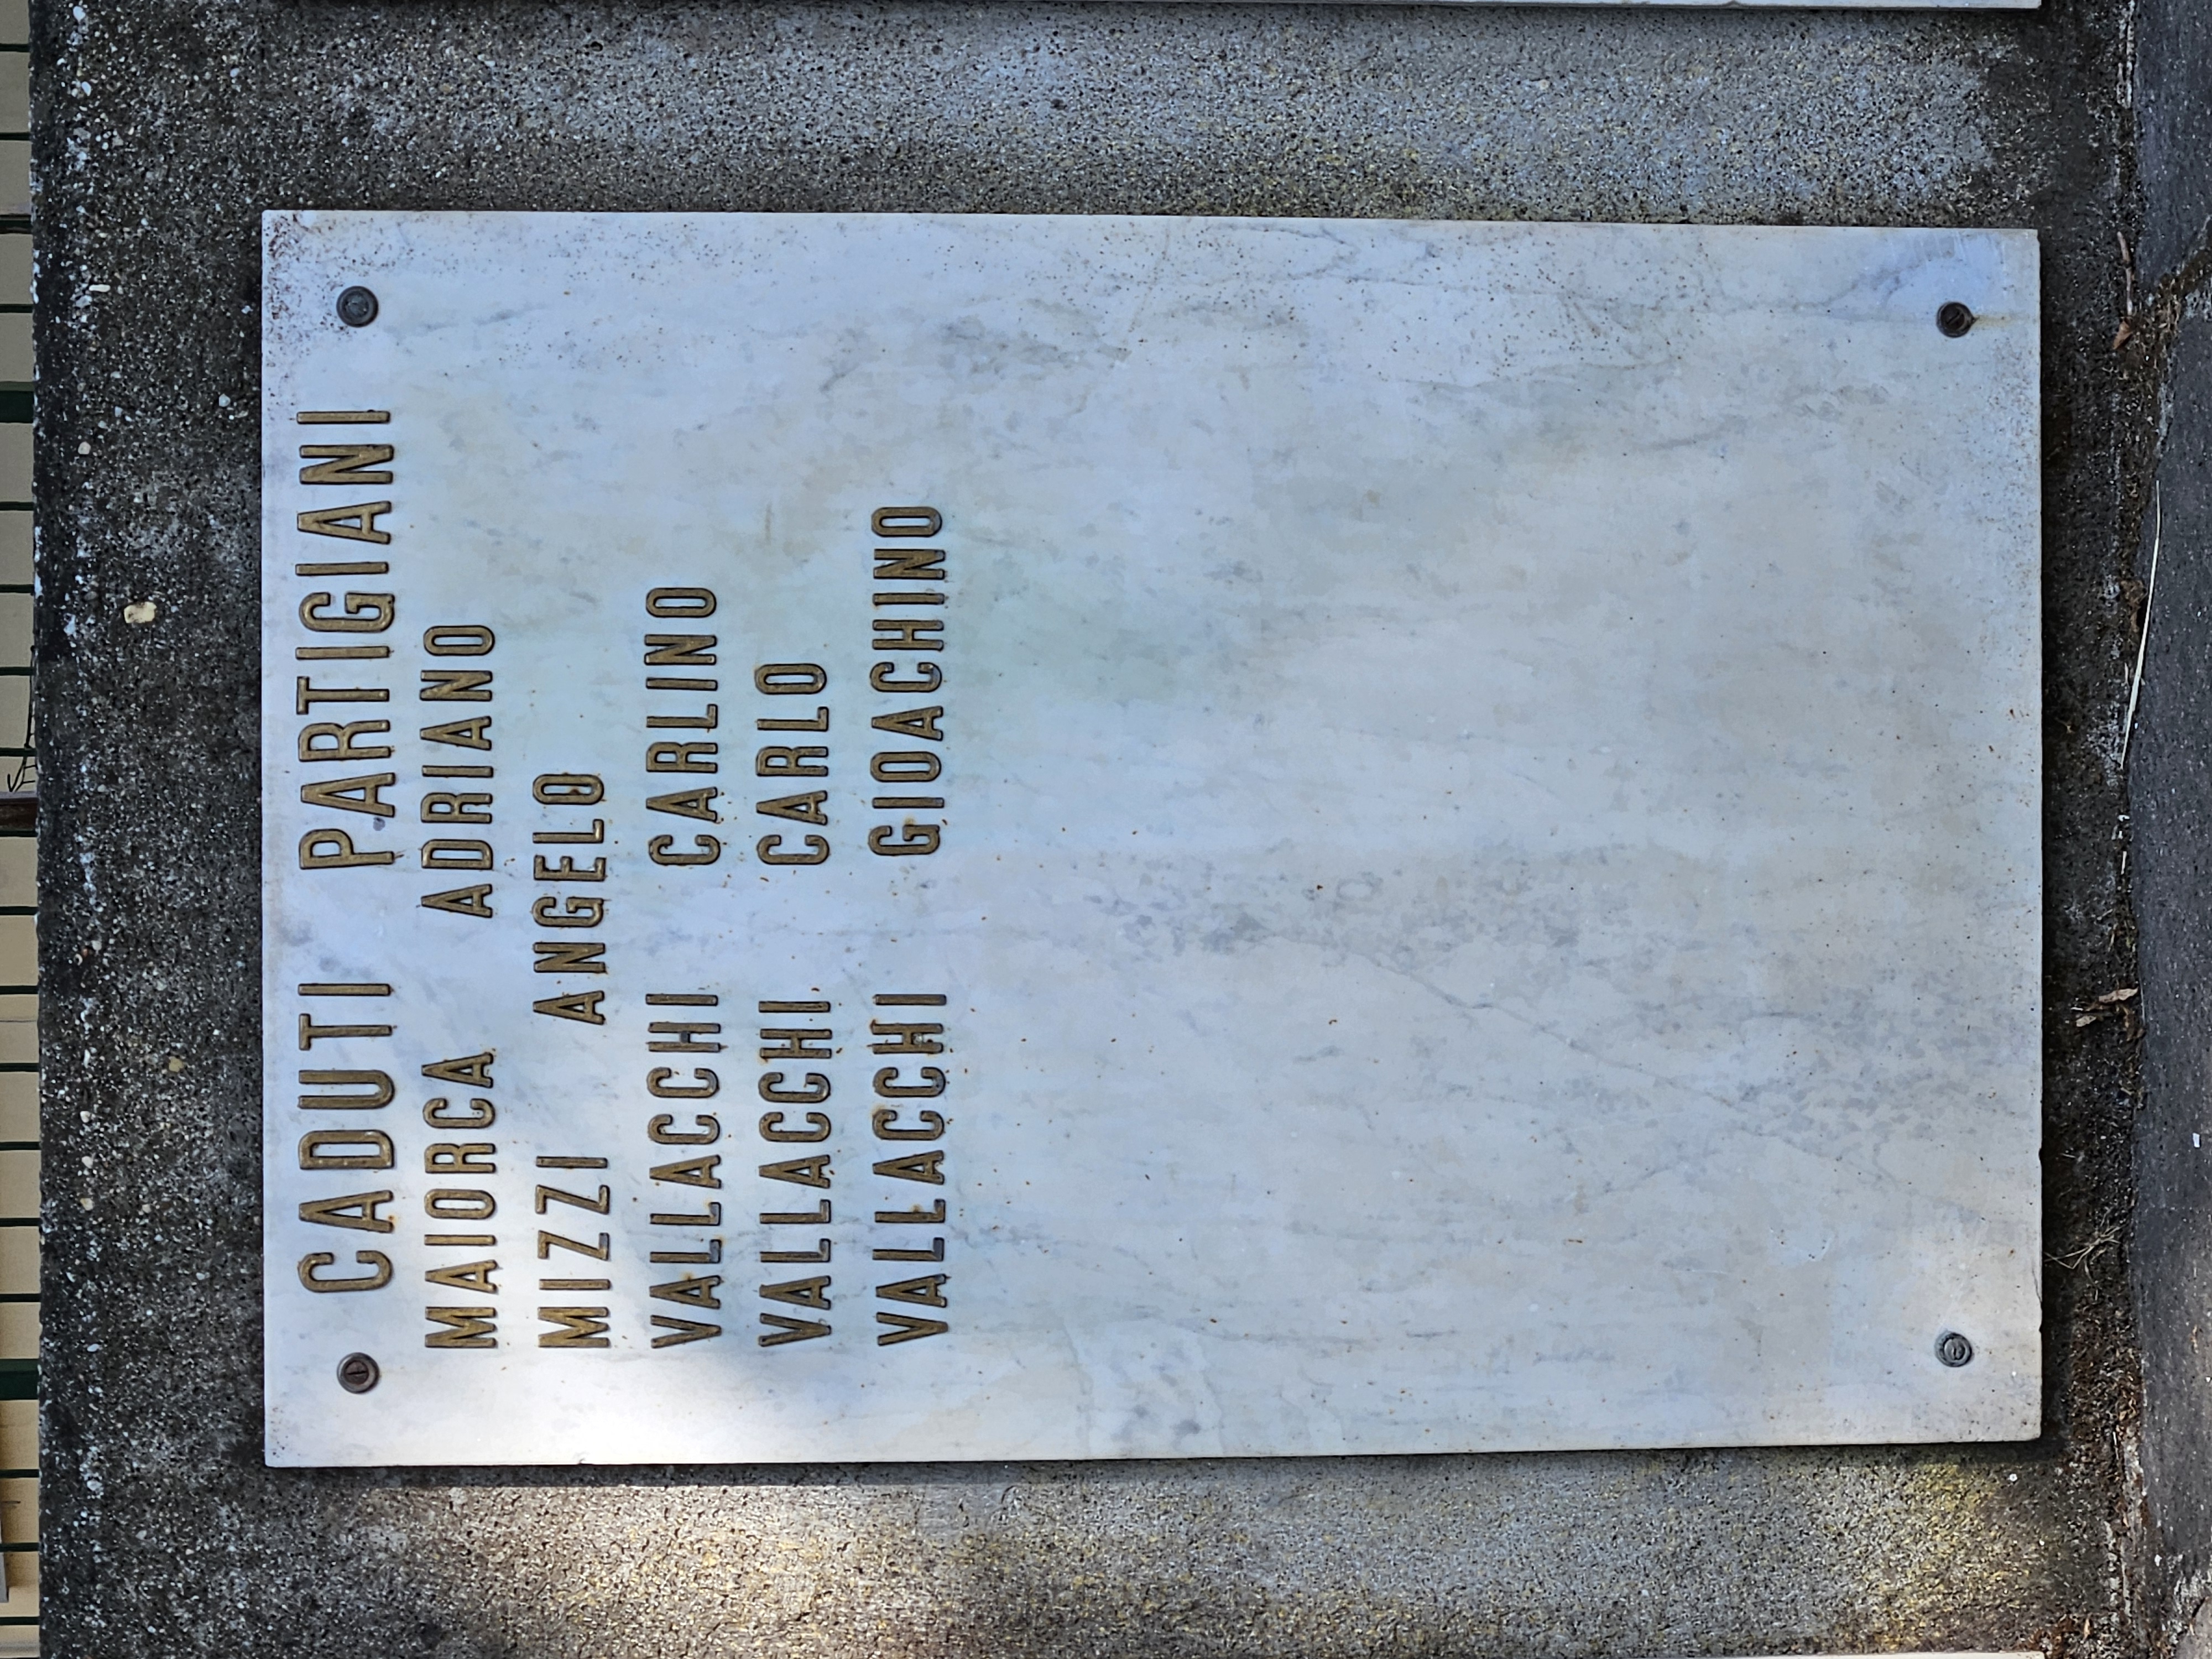 CADUTI PARTIGIANI
MAIORCA ADRIANO
MIZZI ANGELO
VALLACCHI CARLINO
VALLACCHI CARLO
VALLACCHI GIOACHINO